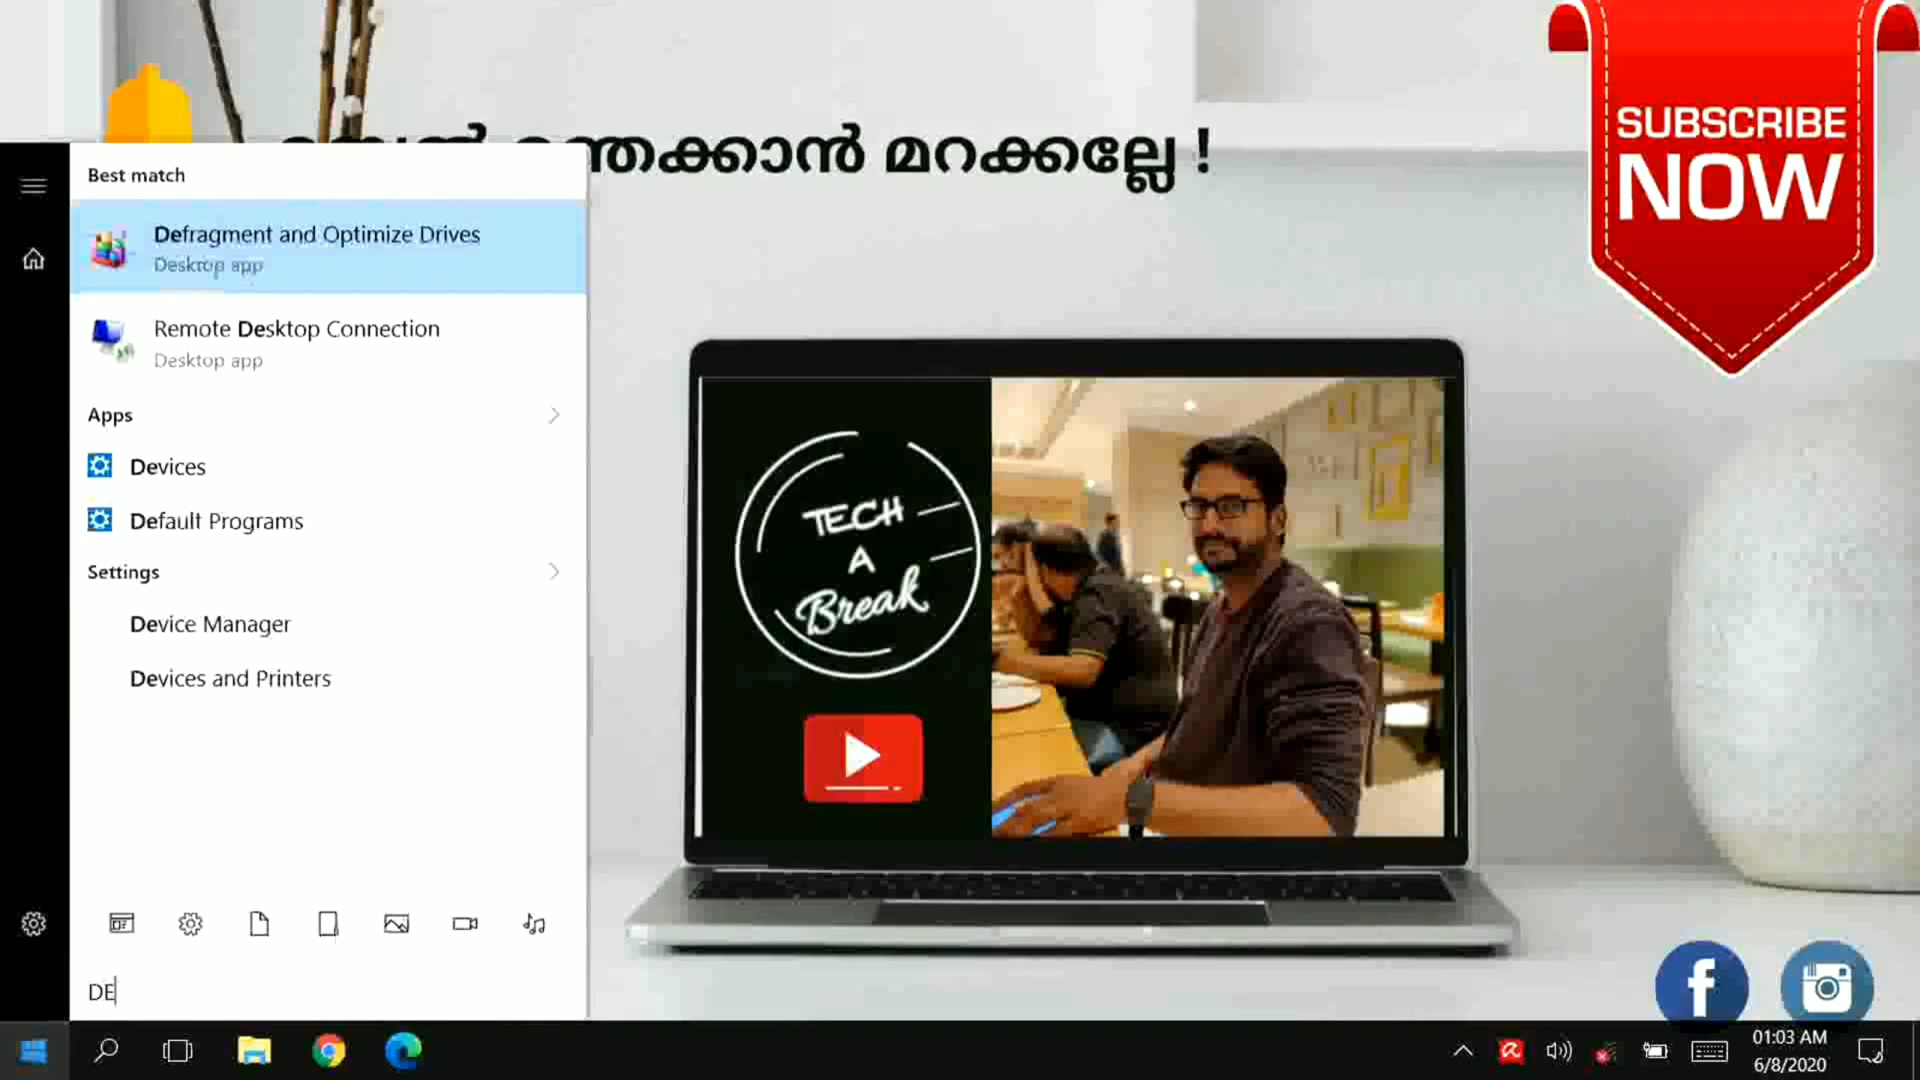 ന്തക്കാൻ മറക്കല്ലേ !
SUBSCRIBE
NOW
Best match
Defragment and Optimize Drives
Desktop app
Remote Desktop Connection
Desktop app
Apps
Devices
Default Programs
Settings
Device Manager
Devices and Printers
DE
TECH
A
Break
01:03 AM
6/8/2020